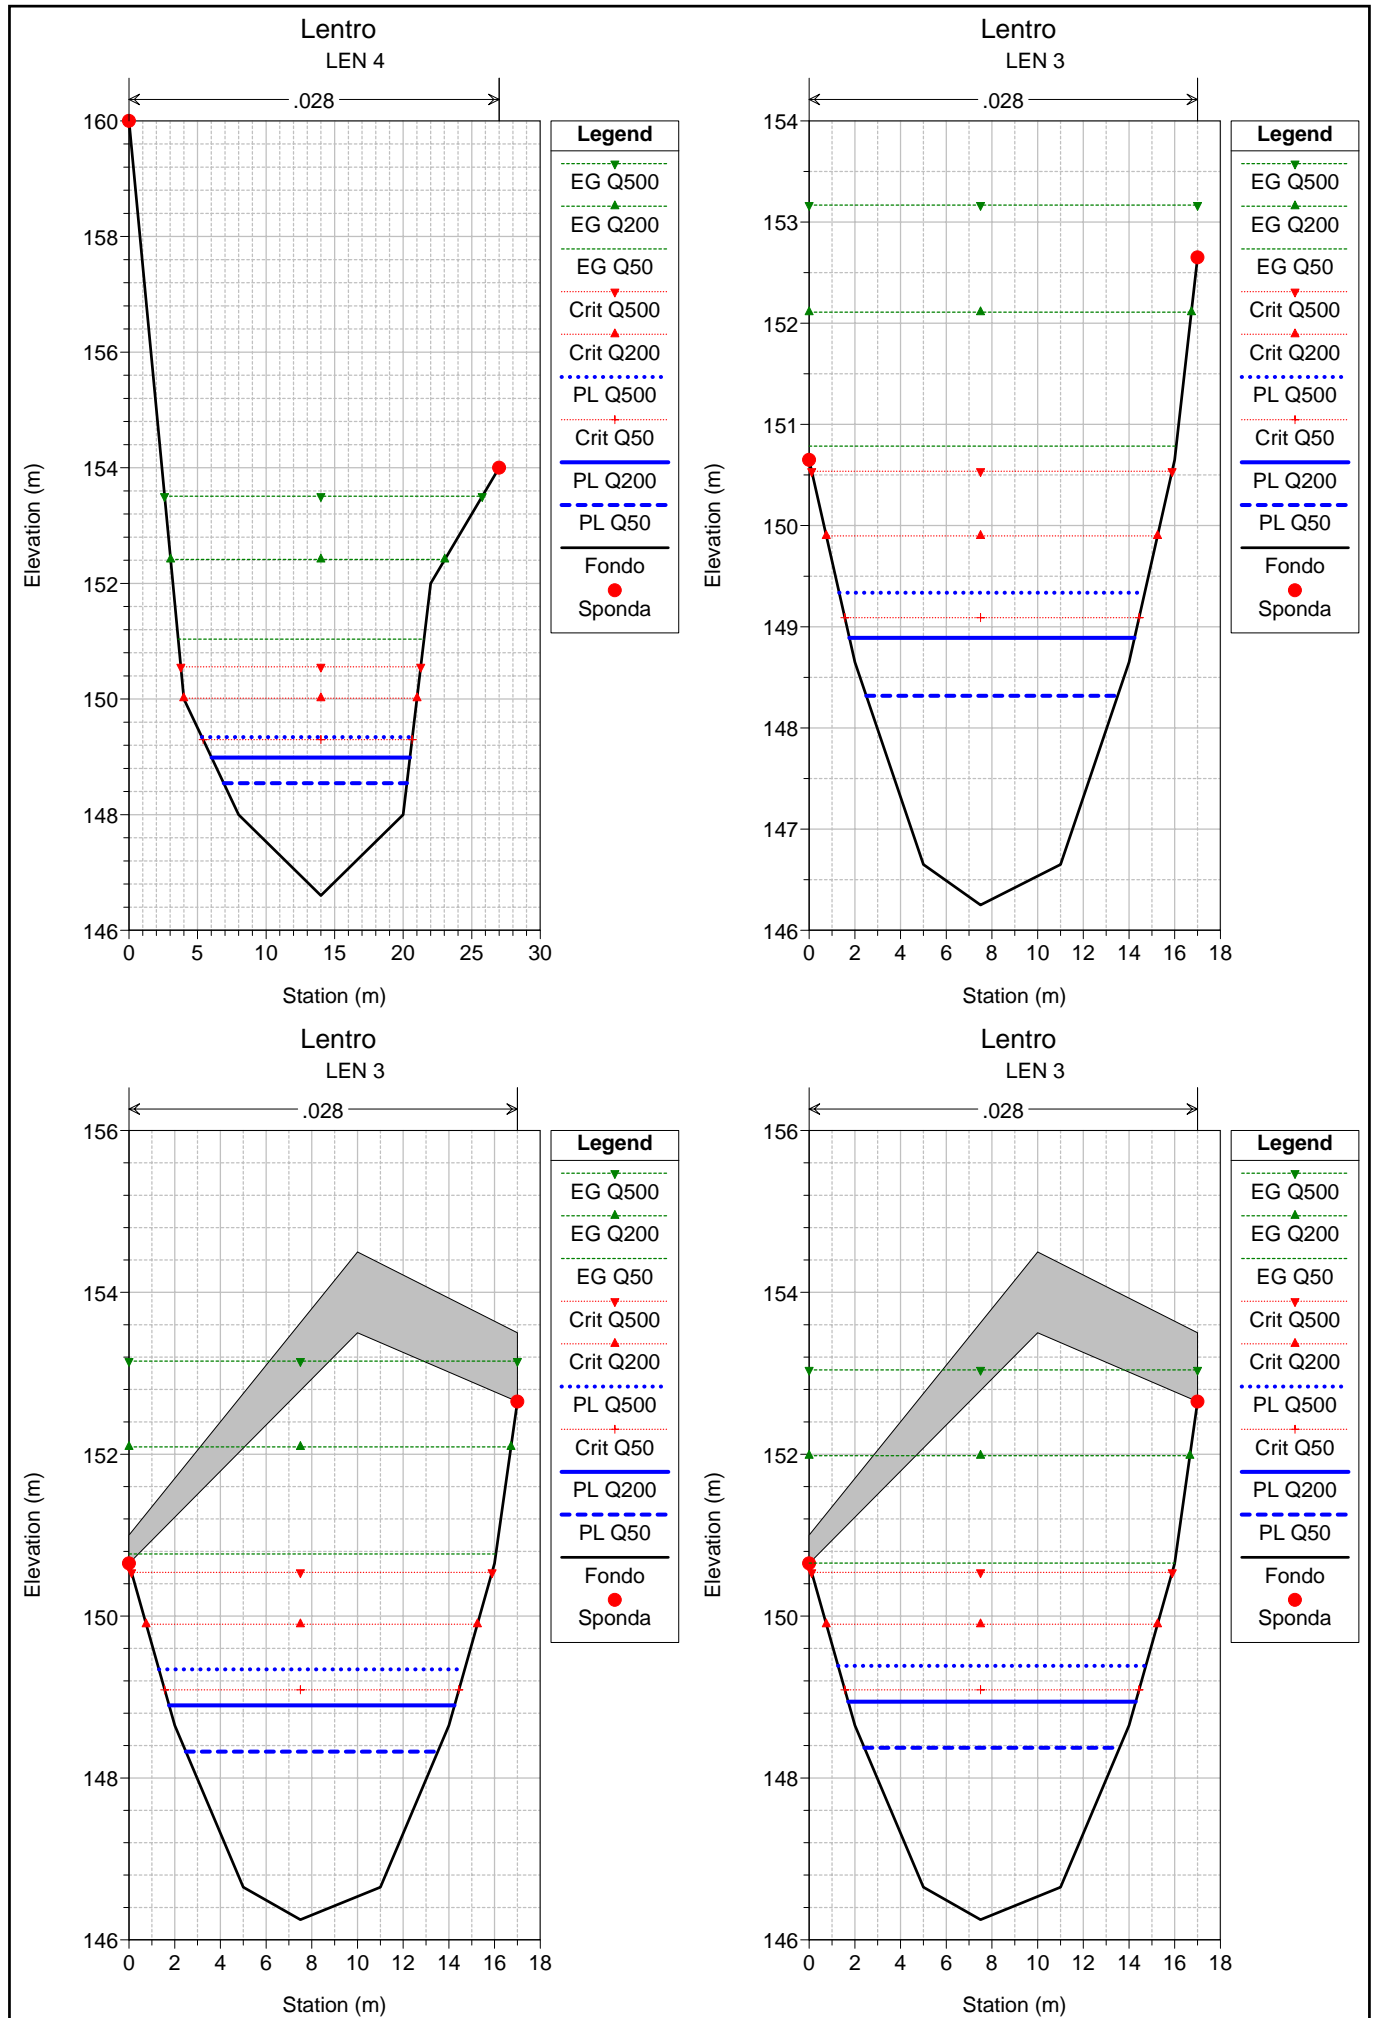 Lentro
LEN 4
.028
160
158
156
154
152
150
148
146
0 5 10 15 20 25 30
Elevation (m)
Station (m)
Legend
EG Q500
EG Q200
EG Q50
Crit Q500
Crit Q200
PL Q500
Crit Q50
PL Q200
PL Q50
Fondo
Sponda
Lentro
LEN 3
.028
154
153
152
151
150
149
148
147
146
0 2 4 6 8 10 12 14 16 18
Elevation (m)
Station (m)
Legend
EG Q500
EG Q200
EG Q50
Crit Q500
Crit Q200
PL Q500
Crit Q50
PL Q200
PL Q50
Fondo
Sponda
Lentro
LEN 3
.028
156
154
152
150
148
146
0 2 4 6 8 10 12 14 16 18
Elevation (m)
Station (m)
Legend
EG Q500
EG Q200
EG Q50
Crit Q500
Crit Q200
PL Q500
Crit Q50
PL Q200
PL Q50
Fondo
Sponda
Lentro
LEN 3
.028
156
154
152
150
148
146
0 2 4 6 8 10 12 14 16 18
Elevation (m)
Station (m)
Legend
EG Q500
EG Q200
EG Q50
Crit Q500
Crit Q200
PL Q500
Crit Q50
PL Q200
PL Q50
Fondo
Sponda